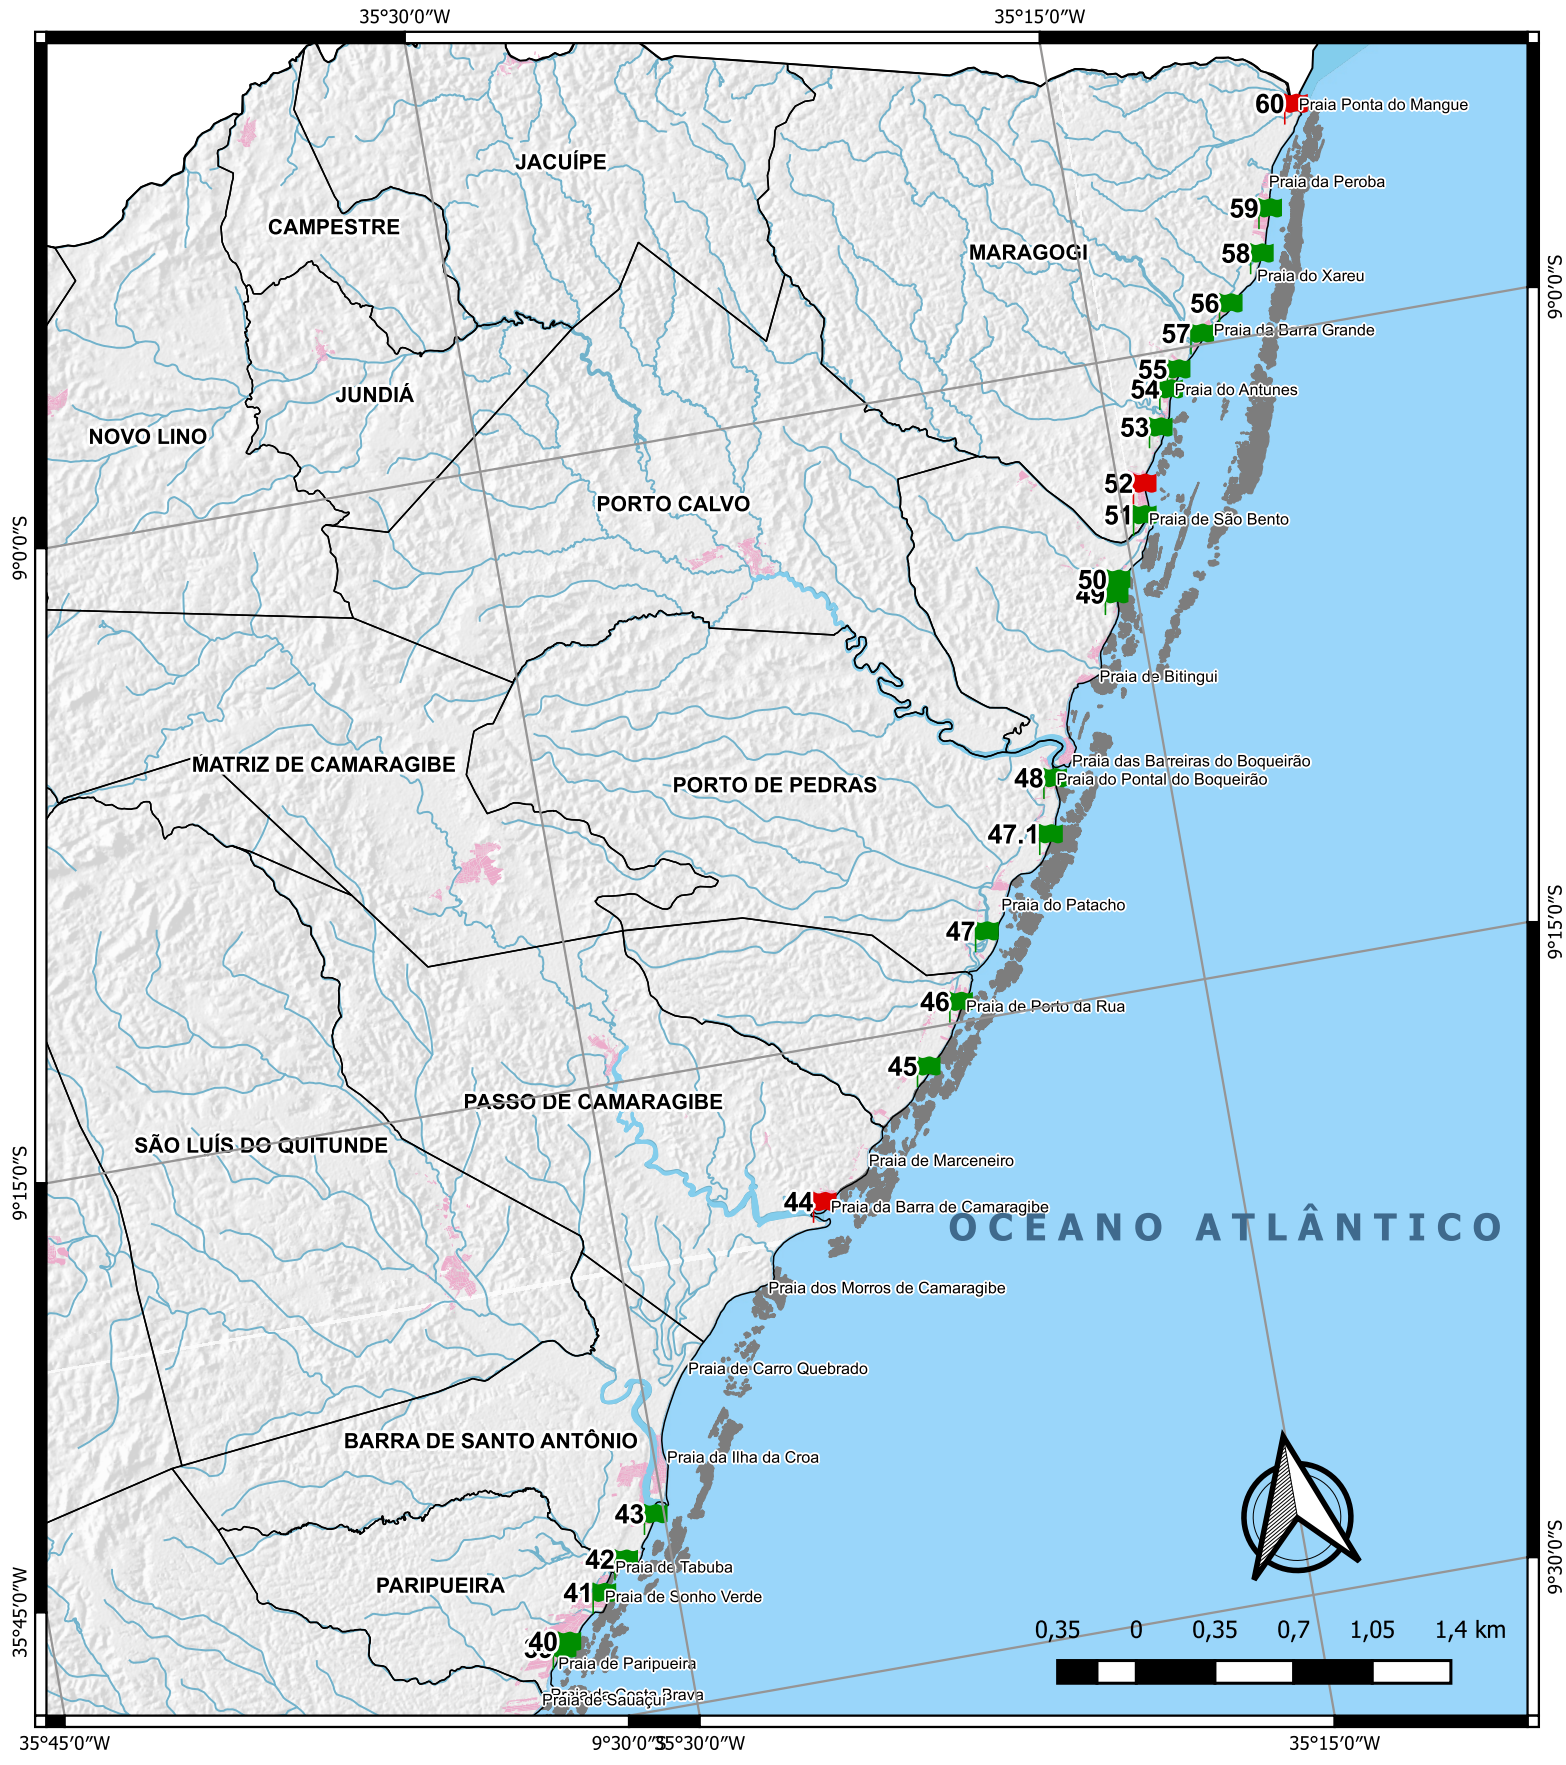 35°30′0″W
35°15′0″W
60
Praia Ponta do Mangue
JACUÍPE
Praia da Peroba
59
CAMPESTRE
MARAGOGI
58
Praia do Xareu
9°0′0″S
56
57
Praia da Barra Grande
55
54
Praia do Antunes
JUNDIÁ
53
NOVO LINO
52
PORTO CALVO
51
Praia de São Bento
9°0′0″S
50
49
Praia de Bitingui
MATRIZ DE CAMARAGIBE
Praia das Barreiras do Boqueirão
48
Praia do Pontal do Boqueirão
PORTO DE PEDRAS
47.1
Praia do Patacho
9°15′0″S
47
46
Praia de Porto da Rua
45
PASSO DE CAMARAGIBE
SÃO LUÍS DO QUITUNDE
Praia de Marceneiro
9°15′0″S
44
Praia da Barra de Camaragibe
OCEANO ATLÂNTICO
Praia dos Morros de Camaragibe
Praia de Carro Quebrado
BARRA DE SANTO ANTÔNIO
Praia da Ilha da Croa
43
42
Praia de Tabuba
9°30′0″S
PARIPUEIRA
41
Praia de Sonho Verde
35°45′0″W
40
Praia de Paripueira
0,35 0 0,35 0,7 1,05 1,4 km
Praia da Costa Brava
Praia de Sauaçuí
35°45′0″W
9°30′0″S
35°30′0″W
35°15′0″W